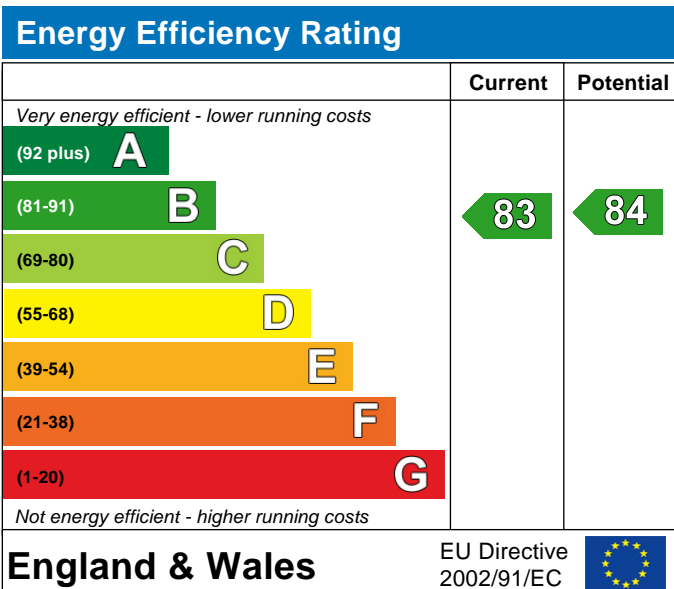 Energy Efficiency Rating
Current Potential
Very energy efficient - lower running costs
(92 plus) A
(81-91) B 83 84
(69-80) C
(55-68) D
(39-54) E
(21-38) F
(1-20) G
Not energy efficient - higher running costs
England & Wales
EU Directive
2002/91/EC